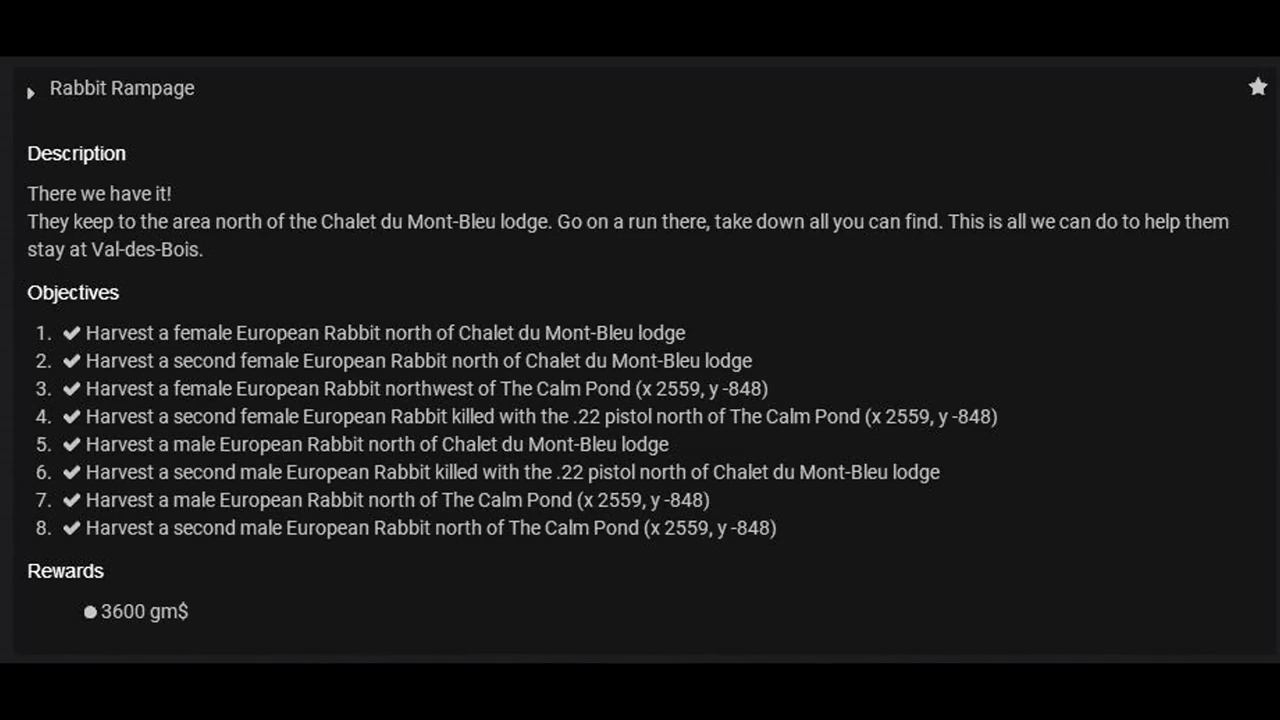 Rabbit Rampage
Description
There we have it!
They keep to the area north of the Chalet du Mont-Bleu lodge. Go on a run there, take down all you can find. This is all we can do to help them
stay at Val-des-Bois.
Objectives
1. ✔ Harvest a female European Rabbit north of Chalet du Mont-Bleu lodge
2. ✔ Harvest a second female European Rabbit north of Chalet du Mont-Bleu lodge
3. ✔ Harvest a female European Rabbit northwest of The Calm Pond (x 2559, y -848)
4. ✔ Harvest a second female European Rabbit killed with the .22 pistol north of The Calm Pond (x 2559, y -848)
5. ✔ Harvest a male European Rabbit north of Chalet du Mont-Bleu lodge
6. ✔ Harvest a second male European Rabbit killed with the .22 pistol north of Chalet du Mont-Bleu lodge
7. ✔ Harvest a male European Rabbit north of The Calm Pond (x 2559, y -848)
8. ✔ Harvest a second male European Rabbit north of The Calm Pond (x 2559, y -848)
Rewards
● 3600 gm$